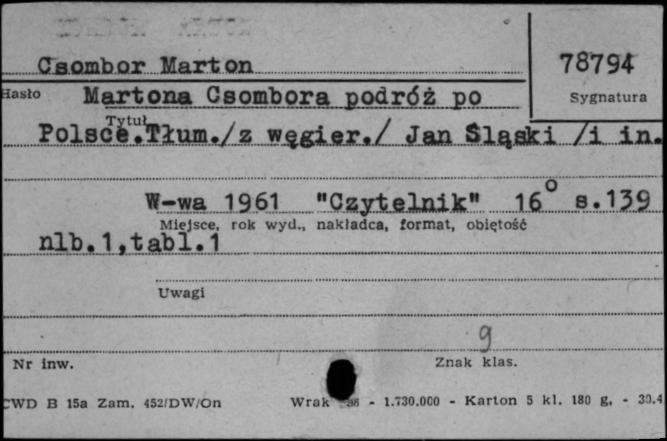 Csombor Marton
78794
Hasło
Martona Csombora podróż po
Sygnatura
Tytuł
Polsce.Tłum./z węgier./ Jan Śląski /i in.
W-wa 1961 "Czytelnik" 16° s.139
Miejsce, rok wyd., nakładca, format, objętość
nlb.1,tabl.1
Uwagi
9
Nr inw.
Znak klas.
CWD B 15a Zam. 452/DW/On
Wrak - 1.730.000 - Karton 5 kl. 180 g. - 30.4